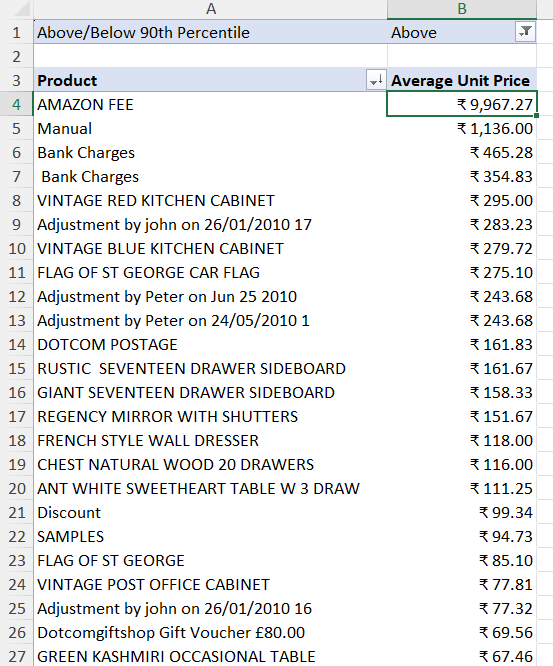 A B
1 Above/Below 90th Percentile Above
2
3 Product Average Unit Price
4 AMAZON FEE ₹ 9,967.27
5 Manual ₹ 1,136.00
6 Bank Charges ₹ 465.28
7 Bank Charges ₹ 354.83
8 VINTAGE RED KITCHEN CABINET ₹ 295.00
9 Adjustment by john on 26/01/2010 17 ₹ 283.23
10 VINTAGE BLUE KITCHEN CABINET ₹ 279.72
11 FLAG OF ST GEORGE CAR FLAG ₹ 275.10
12 Adjustment by Peter on Jun 25 2010 ₹ 243.68
13 Adjustment by Peter on 24/05/2010 1 ₹ 243.68
14 DOTCOM POSTAGE ₹ 161.83
15 RUSTIC  SEVENTEEN DRAWER SIDEBOARD ₹ 161.67
16 GIANT SEVENTEEN DRAWER SIDEBOARD ₹ 158.33
17 REGENCY MIRROR WITH SHUTTERS ₹ 151.67
18 FRENCH STYLE WALL DRESSER ₹ 118.00
19 CHEST NATURAL WOOD 20 DRAWERS ₹ 116.00
20 ANT WHITE SWEETHEART TABLE W 3 DRAW ₹ 111.25
21 Discount ₹ 99.34
22 SAMPLES ₹ 94.73
23 FLAG OF ST GEORGE ₹ 85.10
24 VINTAGE POST OFFICE CABINET ₹ 77.81
25 Adjustment by john on 26/01/2010 16 ₹ 77.32
26 Dotcomgiftshop Gift Voucher £80.00 ₹ 69.56
27 GREEN KASHMIRI OCCASIONAL TABLE ₹ 67.46